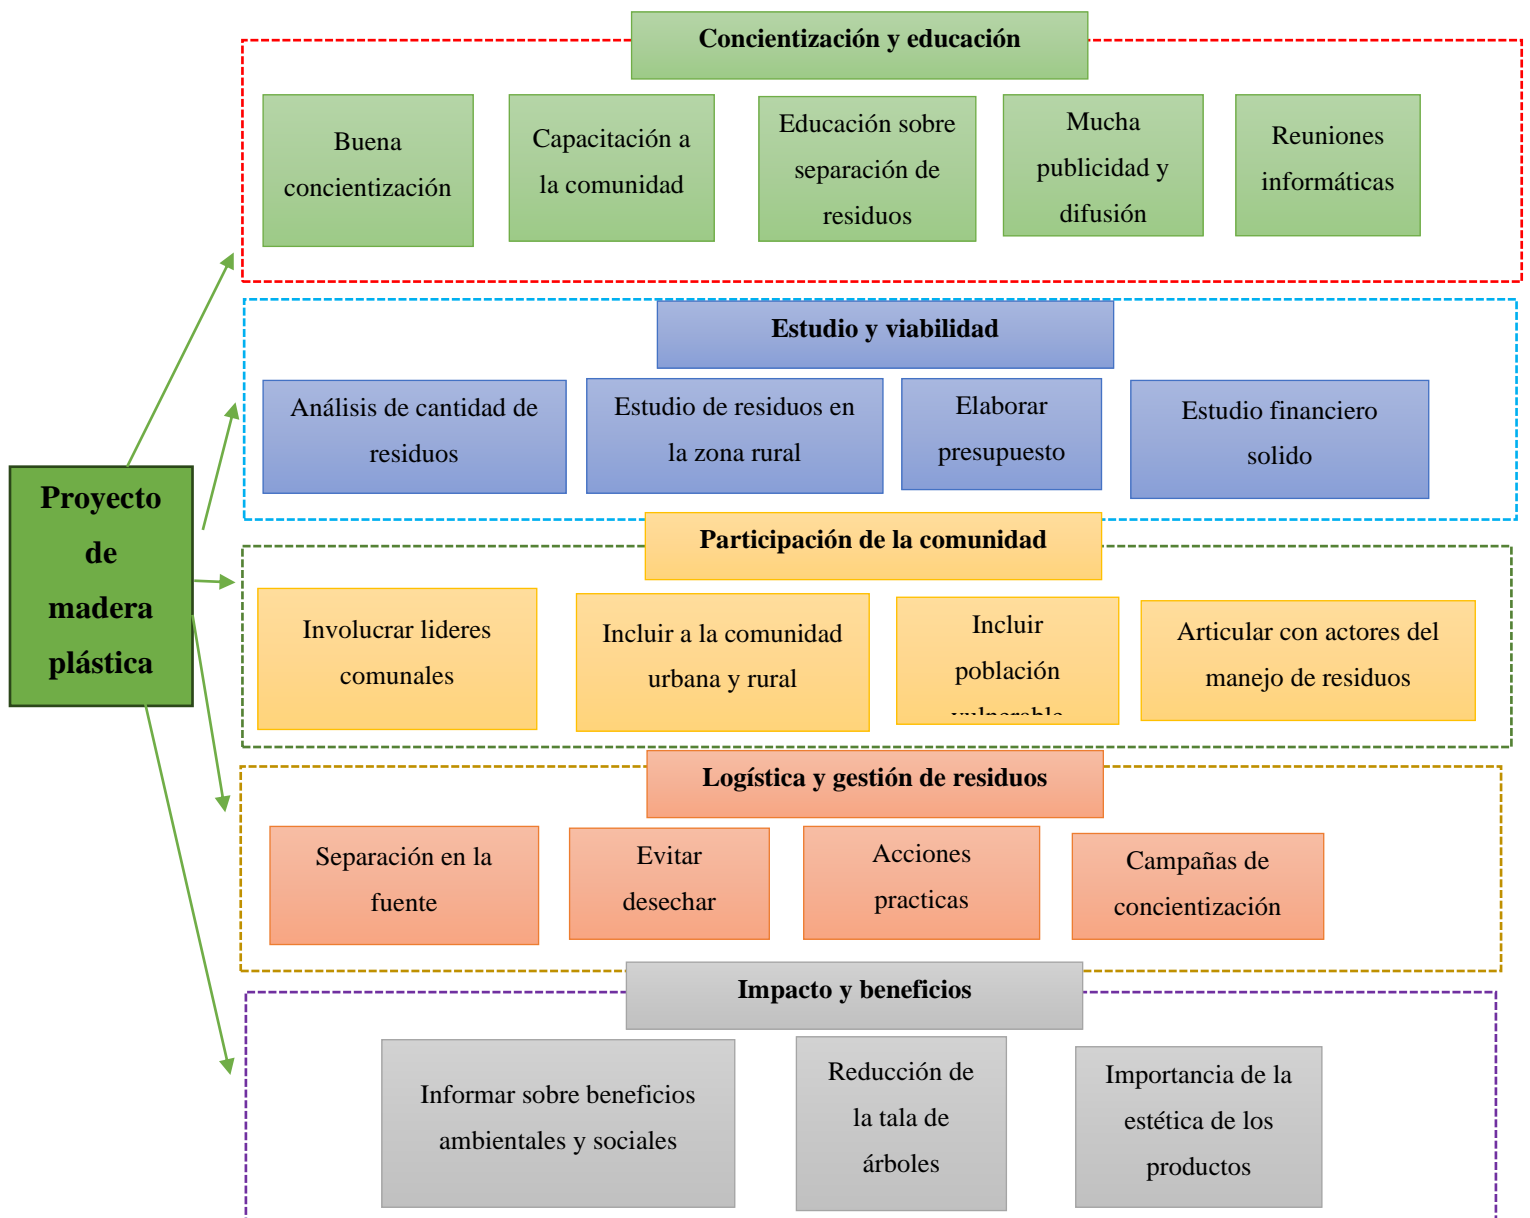 Concientización y educación
Buena
concientización
Capacitación a
la comunidad
Educación sobre
separación de
residuos
Mucha
publicidad y
difusión
Reuniones
informáticas
Estudio y viabilidad
Análisis de cantidad de
residuos
Estudio de residuos en
la zona rural
Elaborar
presupuesto
Estudio financiero
solido
Proyecto
de
madera
plástica
Participación de la comunidad
Involucrar lideres
comunales
Incluir a la comunidad
urbana y rural
Incluir
población
vulnerable
Articular con actores del
manejo de residuos
Logística y gestión de residuos
Separación en la
fuente
Evitar
desechar
Acciones
practicas
Campañas de
concientización
Impacto y beneficios
Informar sobre beneficios
ambientales y sociales
Reducción de
la tala de
árboles
Importancia de la
estética de los
productos